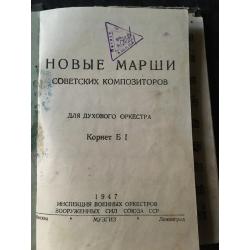 НОВЫЕ МАРШИ
СОВЕТСКИХ КОМПОЗИТОРОВ
ДЛЯ ДУХОВОГО ОРКЕСТРА
Корнет Б I
1947
ИНСПЕКЦИЯ ВОЕННЫХ ОРКЕСТРОВ
ВООРУЖЕННЫХ СИЛ СОЮЗА ССР
Москва • МУЗГИЗ • Ленинград